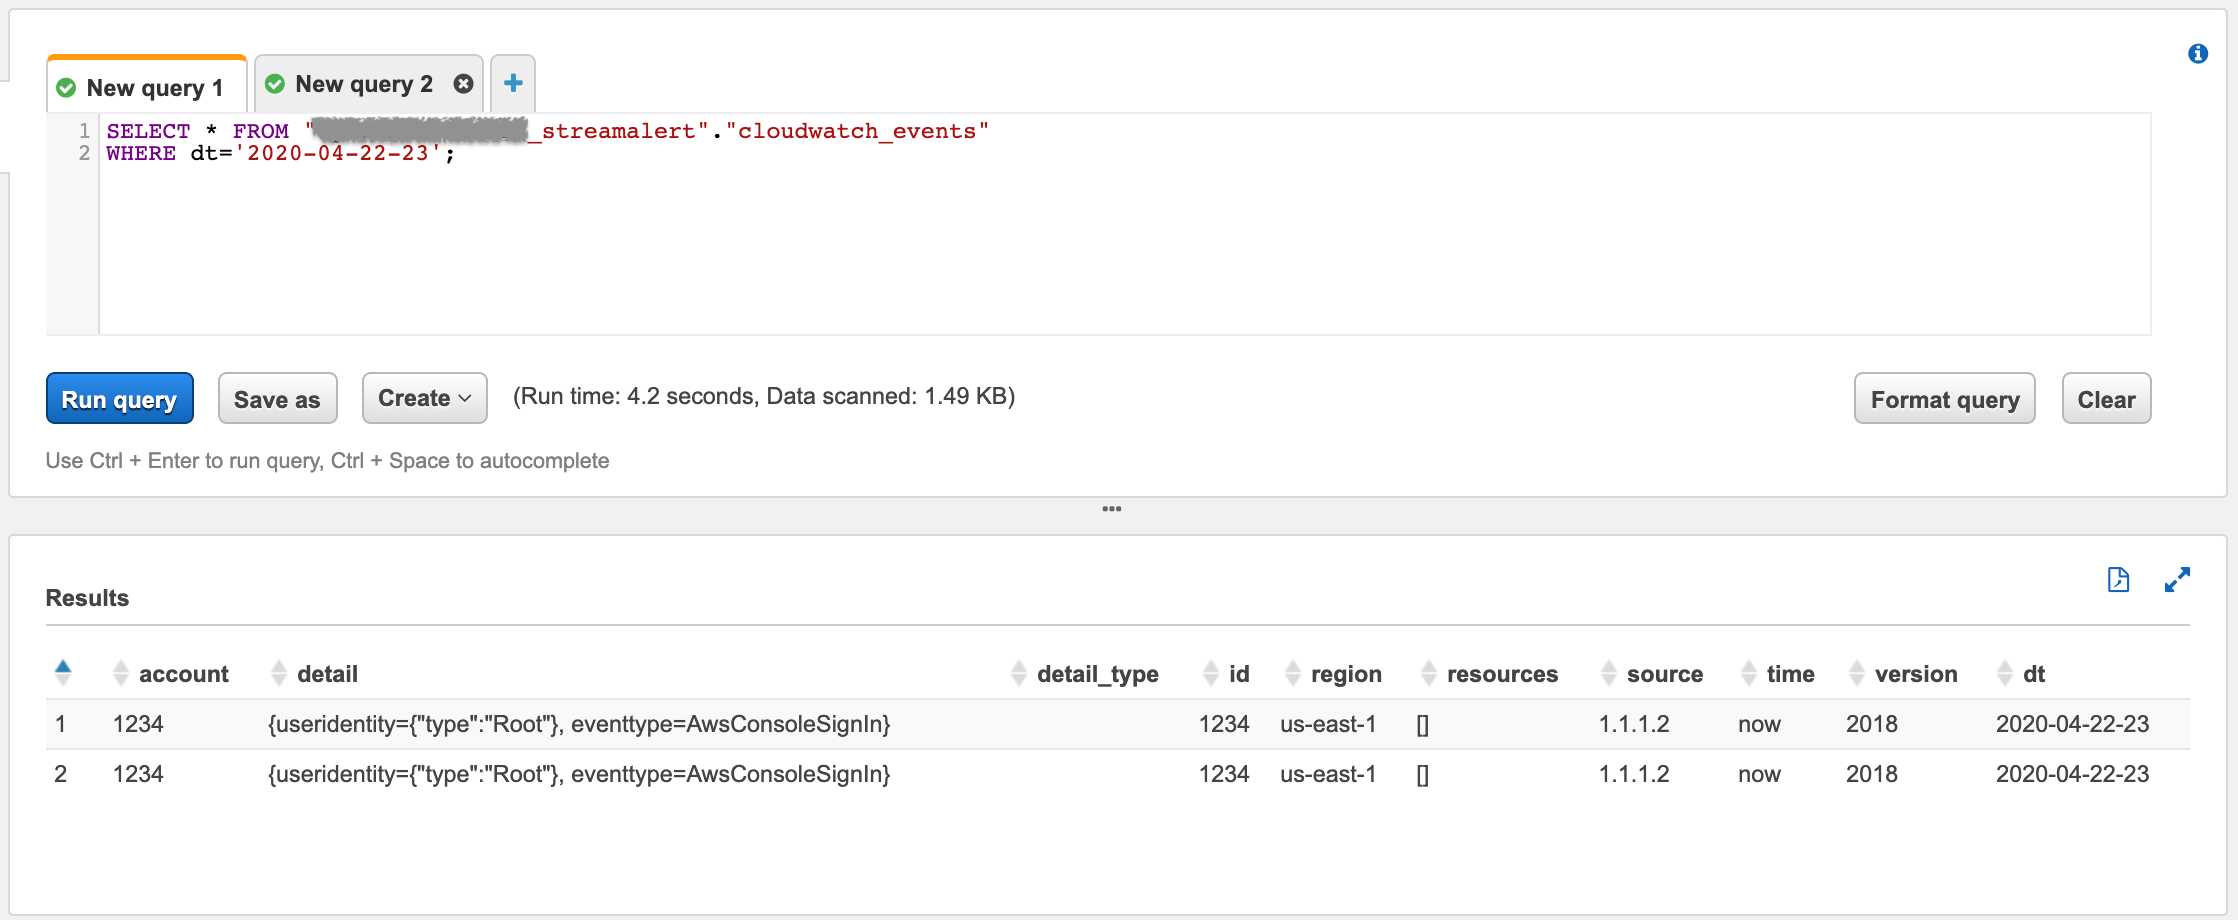 New query 1
New query 2
1 SELECT * FROM "_streamalert"."cloudwatch_events"
2 WHERE dt='2020-04-22-23';
Run query Save as Create (Run time: 4.2 seconds, Data scanned: 1.49 KB) Format query Clear
Use Ctrl + Enter to run query, Ctrl + Space to autocomplete
Results
account detail detail_type id region resources source time version dt
1 1234 {useridentity={"type":"Root"}, eventtype=AwsConsoleSignIn} 1234 us-east-1 [] 1.1.1.2 now 2018 2020-04-22-23
2 1234 {useridentity={"type":"Root"}, eventtype=AwsConsoleSignIn} 1234 us-east-1 [] 1.1.1.2 now 2018 2020-04-22-23